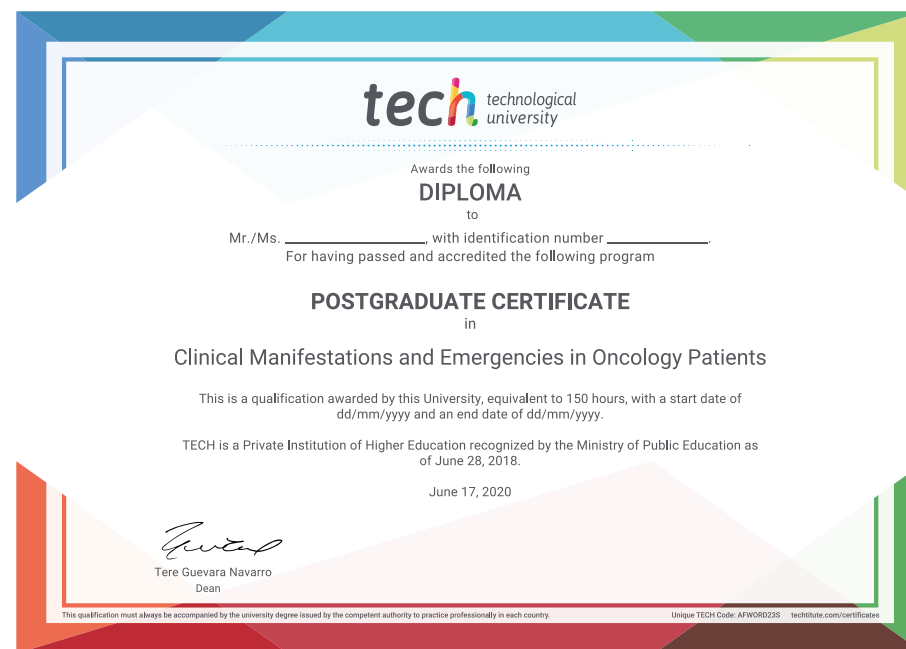 tech technological
university
Awards the following
DIPLOMA
to
Mr./Ms. ____________________, with identification number ______________.
For having passed and accredited the following program
POSTGRADUATE CERTIFICATE
in
Clinical Manifestations and Emergencies in Oncology Patients
This is a qualification awarded by this University, equivalent to 150 hours, with a start date of
dd/mm/yyyy and an end date of dd/mm/yyyy.
TECH is a Private Institution of Higher Education recognized by the Ministry of Public Education as
of June 28, 2018.
June 17, 2020
Tere Guevara Navarro
Dean
This qualification must always be accompanied by the university degree issued by the competent authority to practice professionally in each country. Unique TECH Code: AFWORD23S techtitute.com/certificates